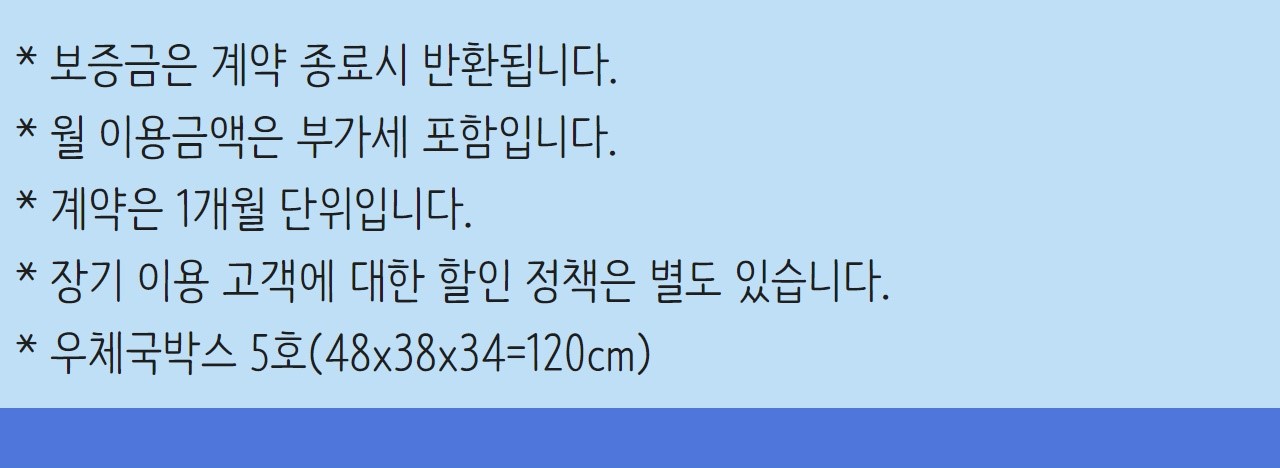 * 보증금은 계약 종료시 반환됩니다.
* 월 이용금액은 부가세 포함입니다.
* 계약은 1개월 단위입니다.
* 장기 이용 고객에 대한 할인 정책은 별도 있습니다.
* 우체국박스 5호(48x38x34=120cm)